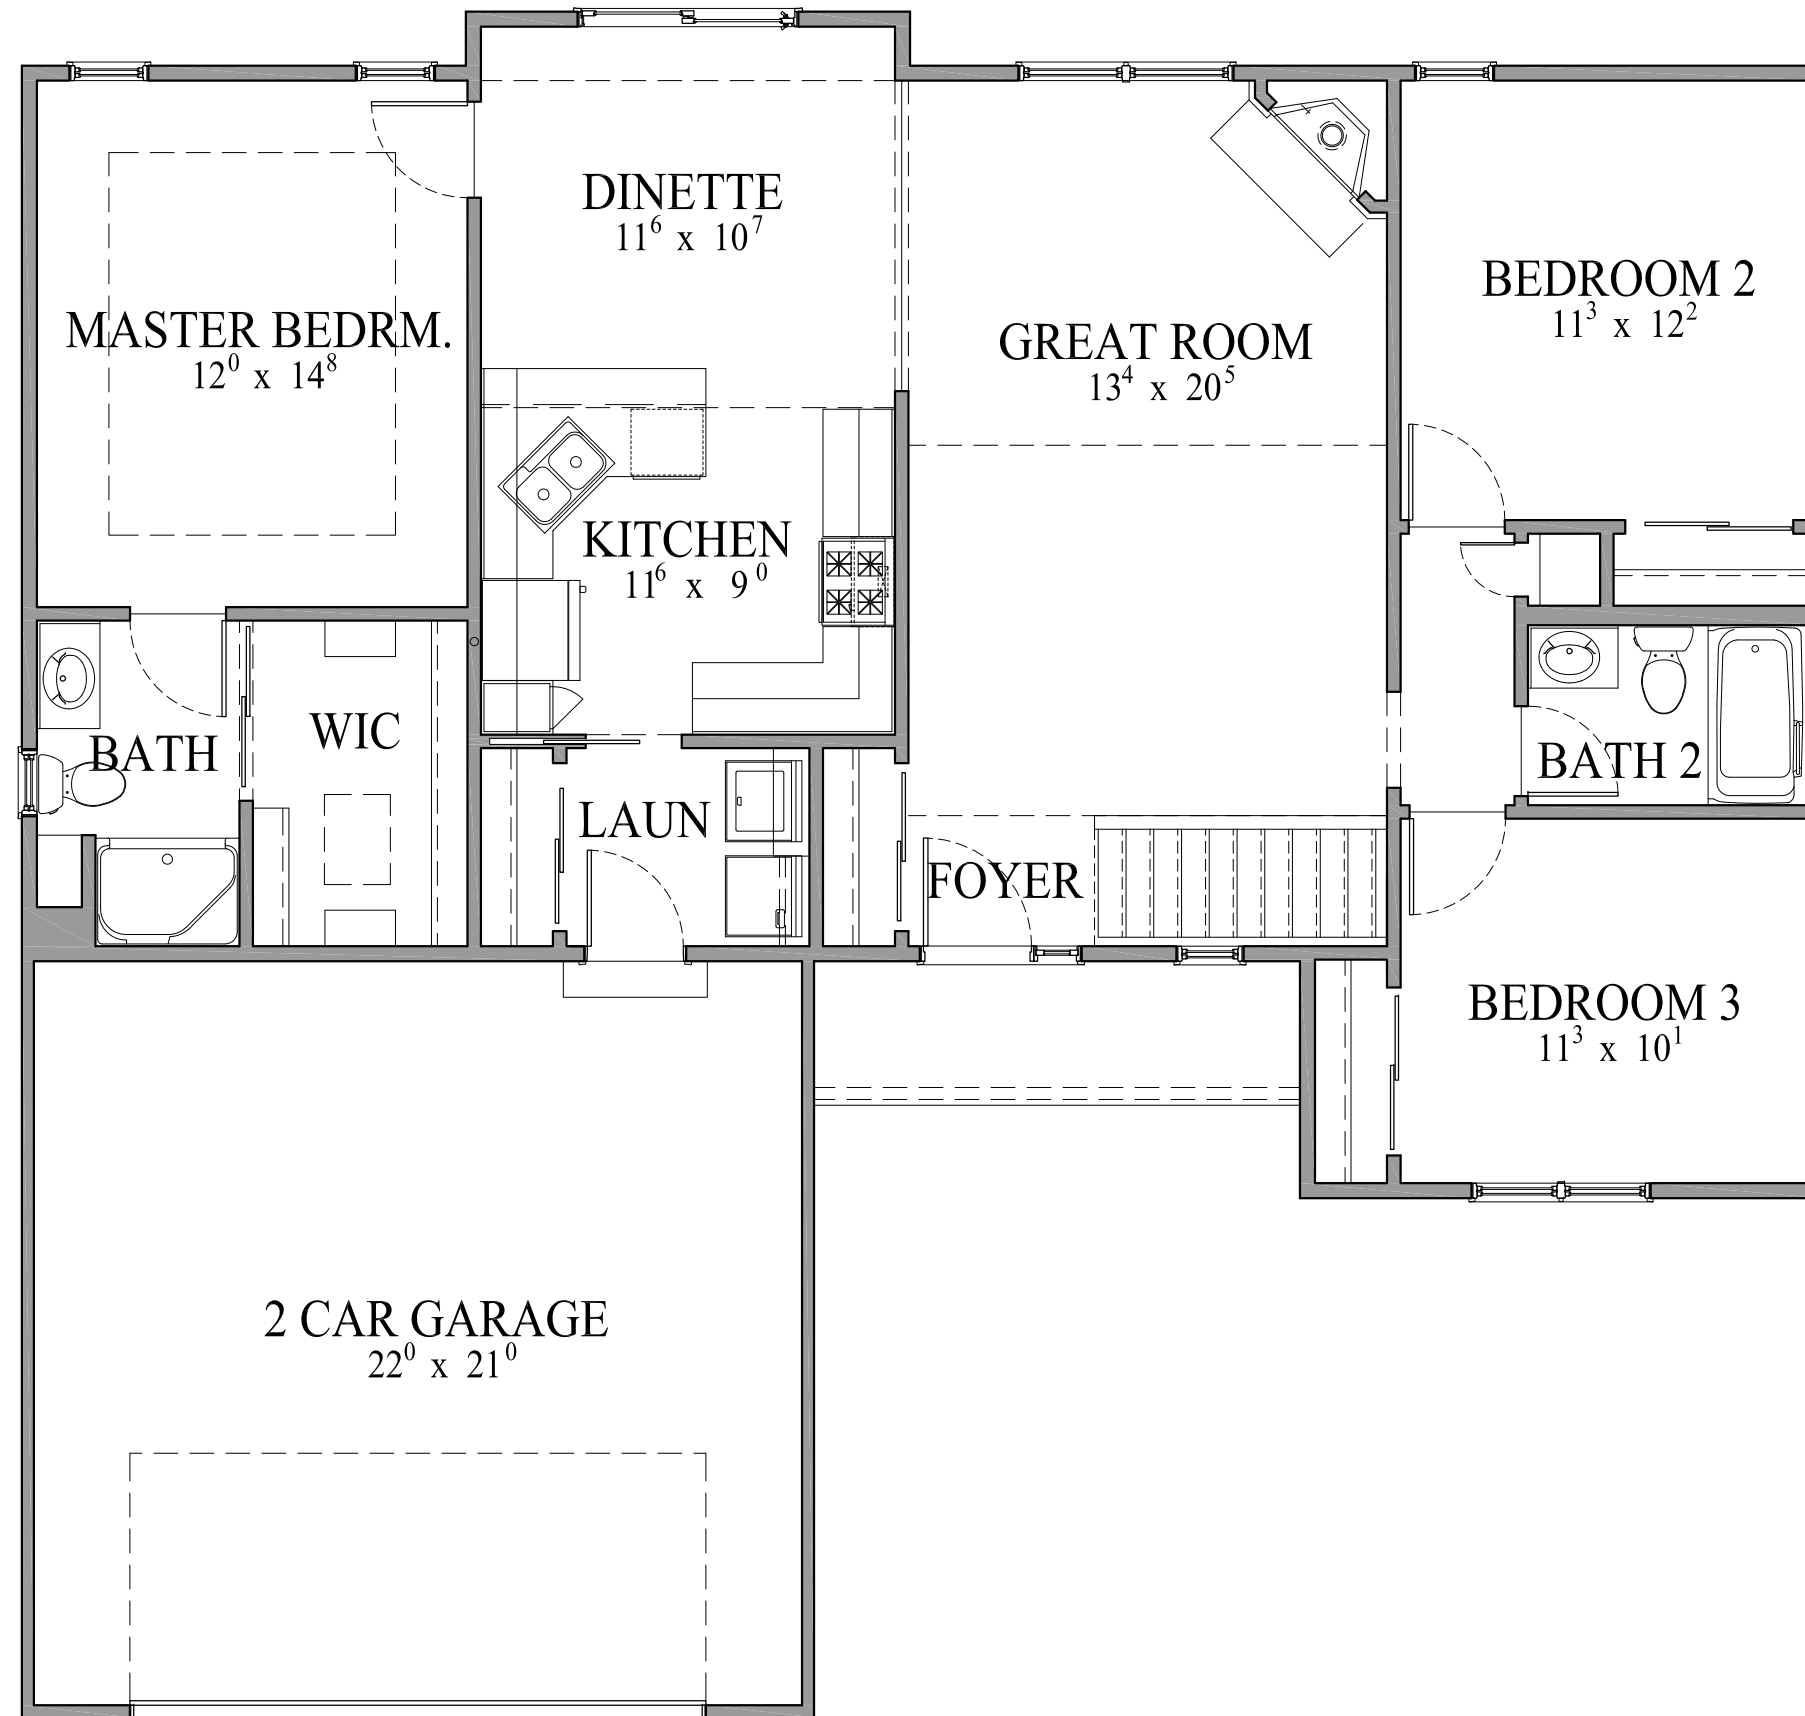 DINETTE
11⁶ x 10⁷
BEDROOM 2
11³ x 12²
MASTER BEDRM.
12⁰ x 14⁸
GREAT ROOM
13⁴ x 20⁵
KITCHEN
11⁶ x 9⁰
WIC
BATH
BATH 2
LAUN
FOYER
BEDROOM 3
11³ x 10¹
2 CAR GARAGE
22⁰ x 21⁰